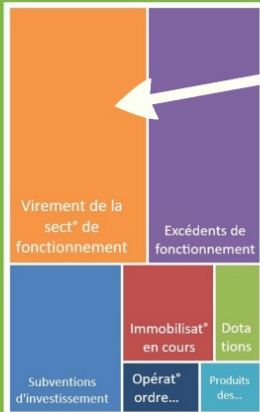 Virement de la
sect° de
fonctionnement
Excédents de
fonctionnement
Subventions
d'investissement
Immobilisat°
en cours
Dota
tions
Opérat°
ordre...
Produits
des...